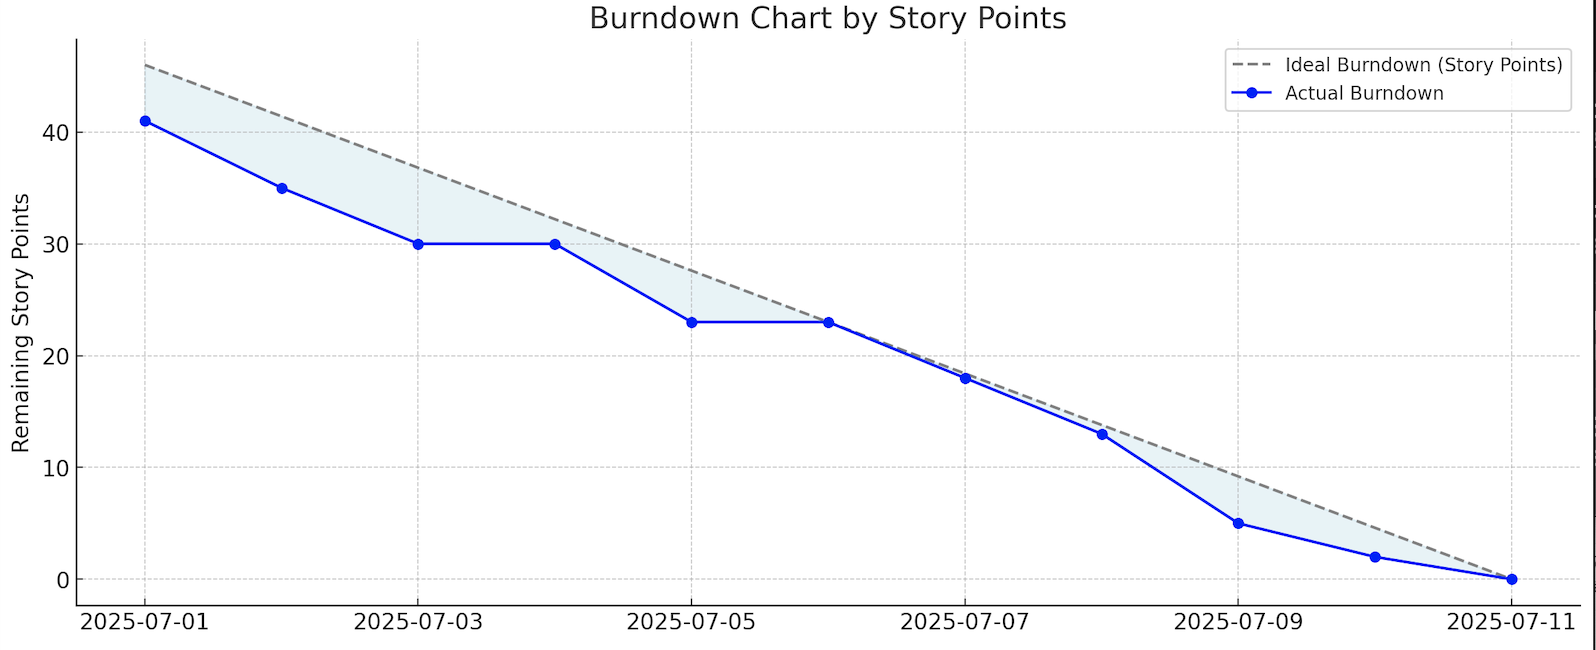 Burndown Chart by Story Points
Ideal Burndown (Story Points)
Actual Burndown
Remaining Story Points
40
30
20
10
0
2025-07-01
2025-07-03
2025-07-05
2025-07-07
2025-07-09
2025-07-11